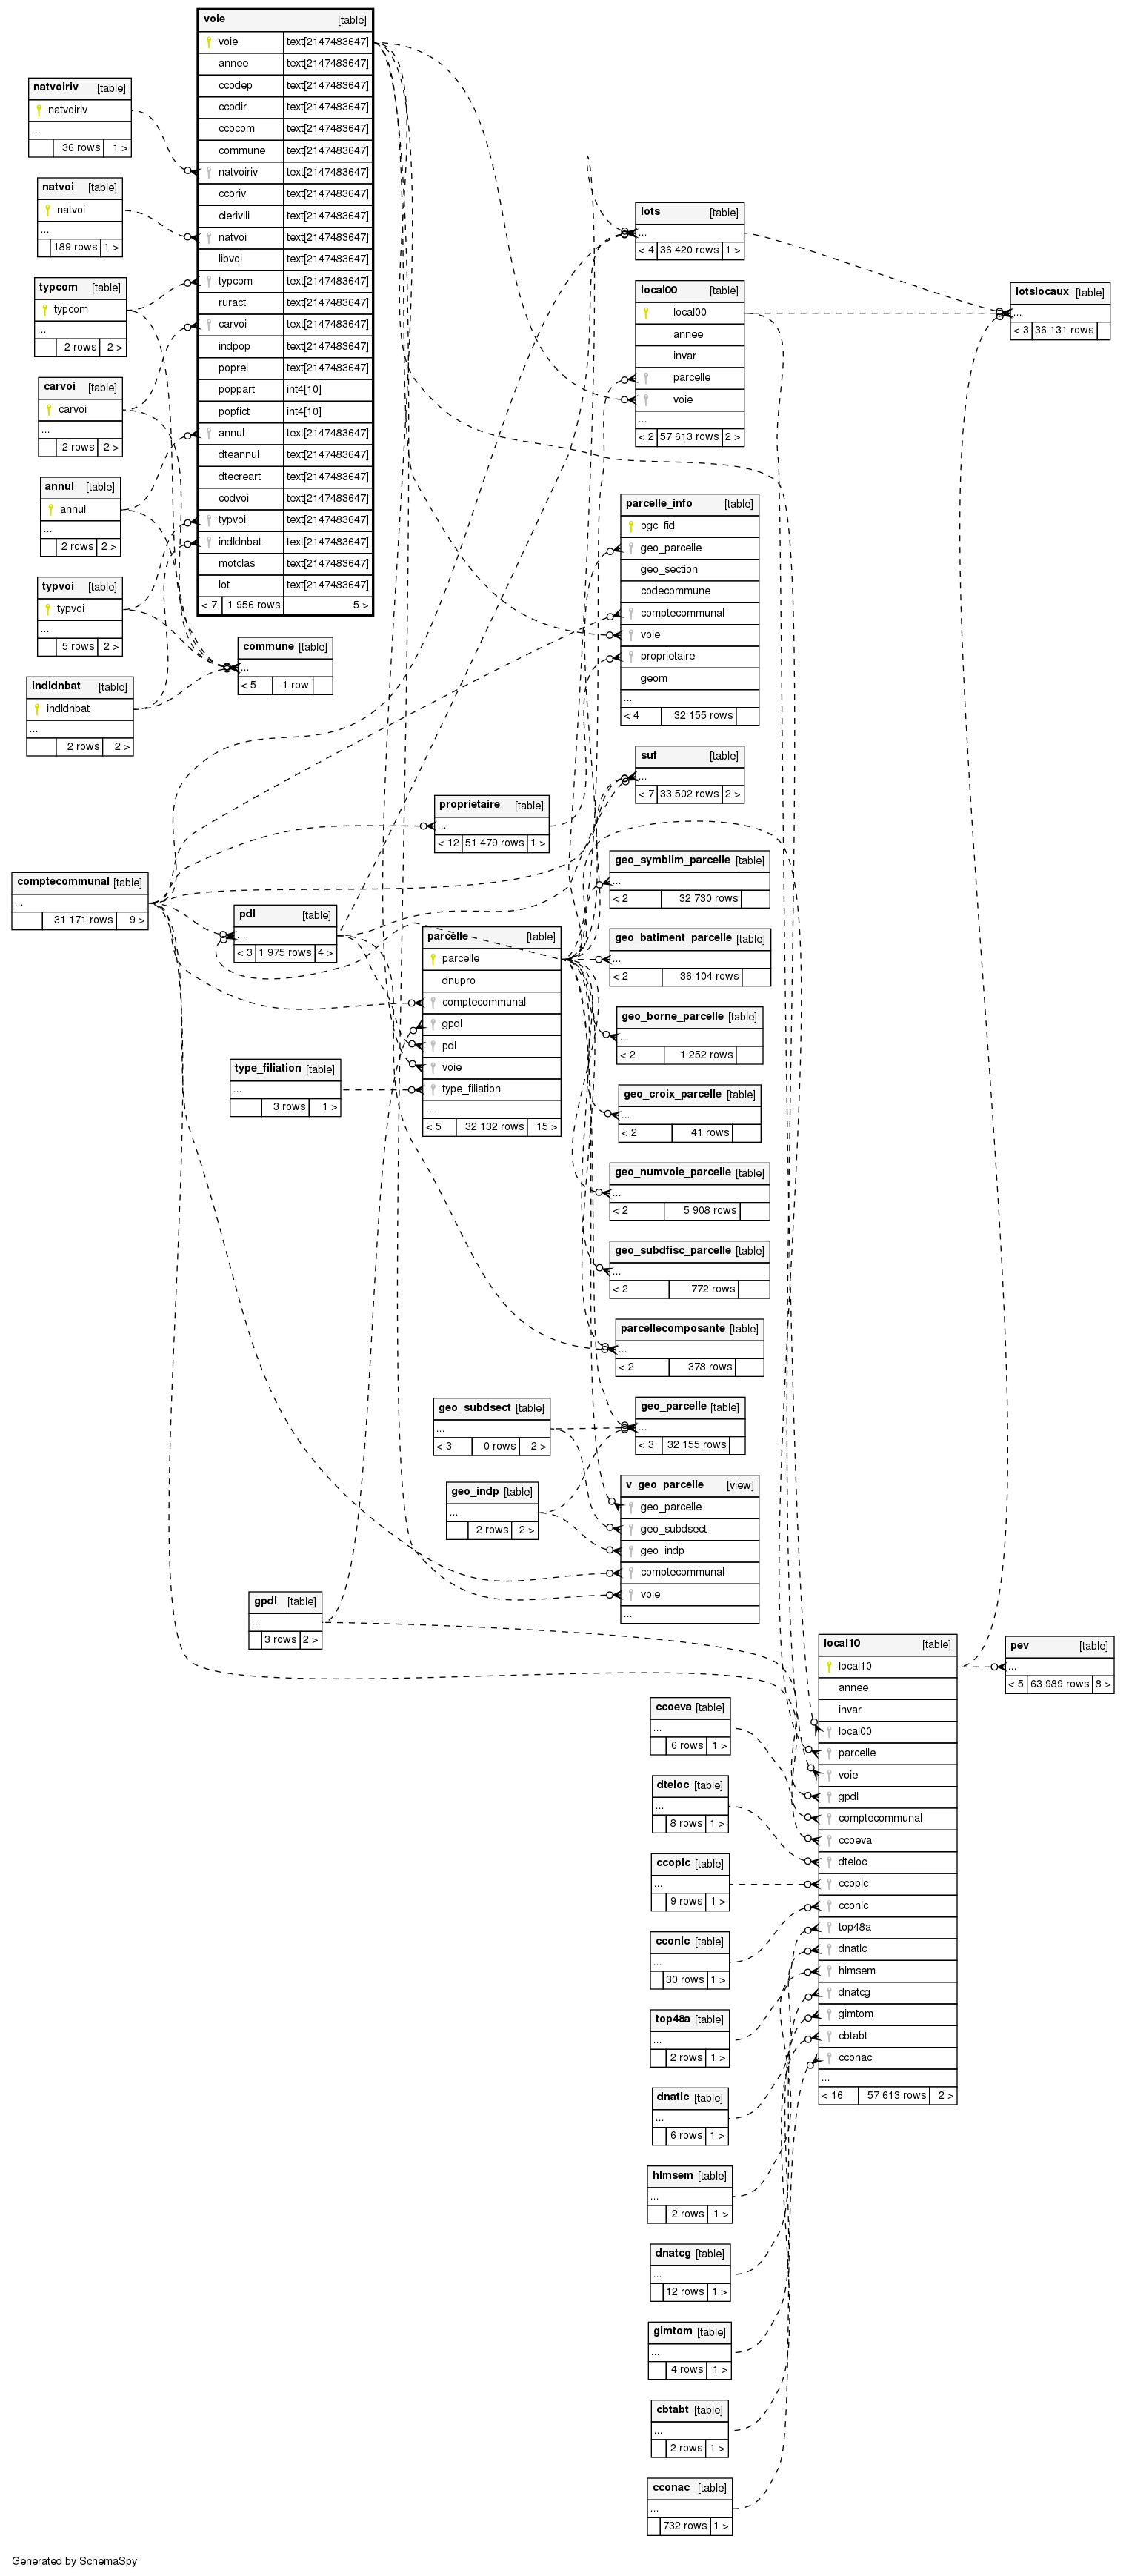 voie [table]
voie text[2147483647]
annee text[2147483647]
ccodep text[2147483647]
ccodir text[2147483647]
ccocom text[2147483647]
commune text[2147483647]
natvoiriv text[2147483647]
ccoriv text[2147483647]
clerivili text[2147483647]
natvoi text[2147483647]
libvoi text[2147483647]
typcom text[2147483647]
ruract text[2147483647]
carvoi text[2147483647]
indpop text[2147483647]
poprel text[2147483647]
poppart int4[10]
popfict int4[10]
annul text[2147483647]
dteannul text[2147483647]
dtecreart text[2147483647]
codvoi text[2147483647]
typvoi text[2147483647]
indldnbat text[2147483647]
motclas text[2147483647]
lot text[2147483647]
< 7 1 956 rows 5 >
natvoiriv [table]
natvoiriv
...
36 rows 1 >
natvoi [table]
natvoi
...
189 rows 1 >
typcom [table]
typcom
...
2 rows 2 >
carvoi [table]
carvoi
...
2 rows 2 >
annul [table]
annul
...
2 rows 2 >
typvoi [table]
typvoi
...
5 rows 2 >
indldnbat [table]
indldnbat
...
2 rows 2 >
commune [table]
...
< 5 1 row
lots [table]
...
< 4 36 420 rows 1 >
local00 [table]
local00
annee
invar
parcelle
voie
...
< 2 57 613 rows 2 >
lotslocaux [table]
...
< 3 36 131 rows
parcelle_info [table]
ogc_fid
geo_parcelle
geo_section
codecommune
comptecommunal
voie
proprietaire
geom
...
< 4 32 155 rows
suf [table]
...
< 7 33 502 rows 2 >
proprietaire [table]
...
< 12 51 479 rows 1 >
comptecommunal [table]
...
31 171 rows 9 >
pdl [table]
...
< 3 1 975 rows 4 >
parcelle [table]
parcelle
dnupro
comptecommunal
gpdl
pdl
voie
type_filiation
...
< 5 32 132 rows 15 >
type_filiation [table]
...
3 rows 1 >
geo_symblim_parcelle [table]
...
< 2 32 730 rows
geo_batiment_parcelle [table]
...
< 2 36 104 rows
geo_borne_parcelle [table]
...
< 2 1 252 rows
geo_croix_parcelle [table]
...
< 2 41 rows
geo_numvoie_parcelle [table]
...
< 2 5 908 rows
geo_subdfisc_parcelle [table]
...
< 2 772 rows
parcellecomposante [table]
...
< 2 378 rows
geo_subdsect [table]
...
< 3 0 rows 2 >
geo_parcelle [table]
...
< 3 32 155 rows
geo_indp [table]
...
2 rows 2 >
v_geo_parcelle [view]
geo_parcelle
geo_subdsect
geo_indp
comptecommunal
voie
...
gpdl [table]
...
3 rows 2 >
local10 [table]
local10
annee
invar
local00
parcelle
voie
gpdl
comptecommunal
ccoeva
dteloc
ccoplc
cconlc
top48a
dnatlc
hlmsem
dnatcg
gimtom
cbtabt
cconac
...
< 16 57 613 rows 2 >
pev [table]
...
< 5 63 989 rows 8 >
ccoeva [table]
...
6 rows 1 >
dteloc [table]
...
8 rows 1 >
ccoplc [table]
...
9 rows 1 >
cconlc [table]
...
30 rows 1 >
top48a [table]
...
2 rows 1 >
dnatlc [table]
...
6 rows 1 >
hlmsem [table]
...
2 rows 1 >
dnatcg [table]
...
12 rows 1 >
gimtom [table]
...
4 rows 1 >
cbtabt [table]
...
2 rows 1 >
cconac [table]
...
732 rows 1 >
Generated by SchemaSpy